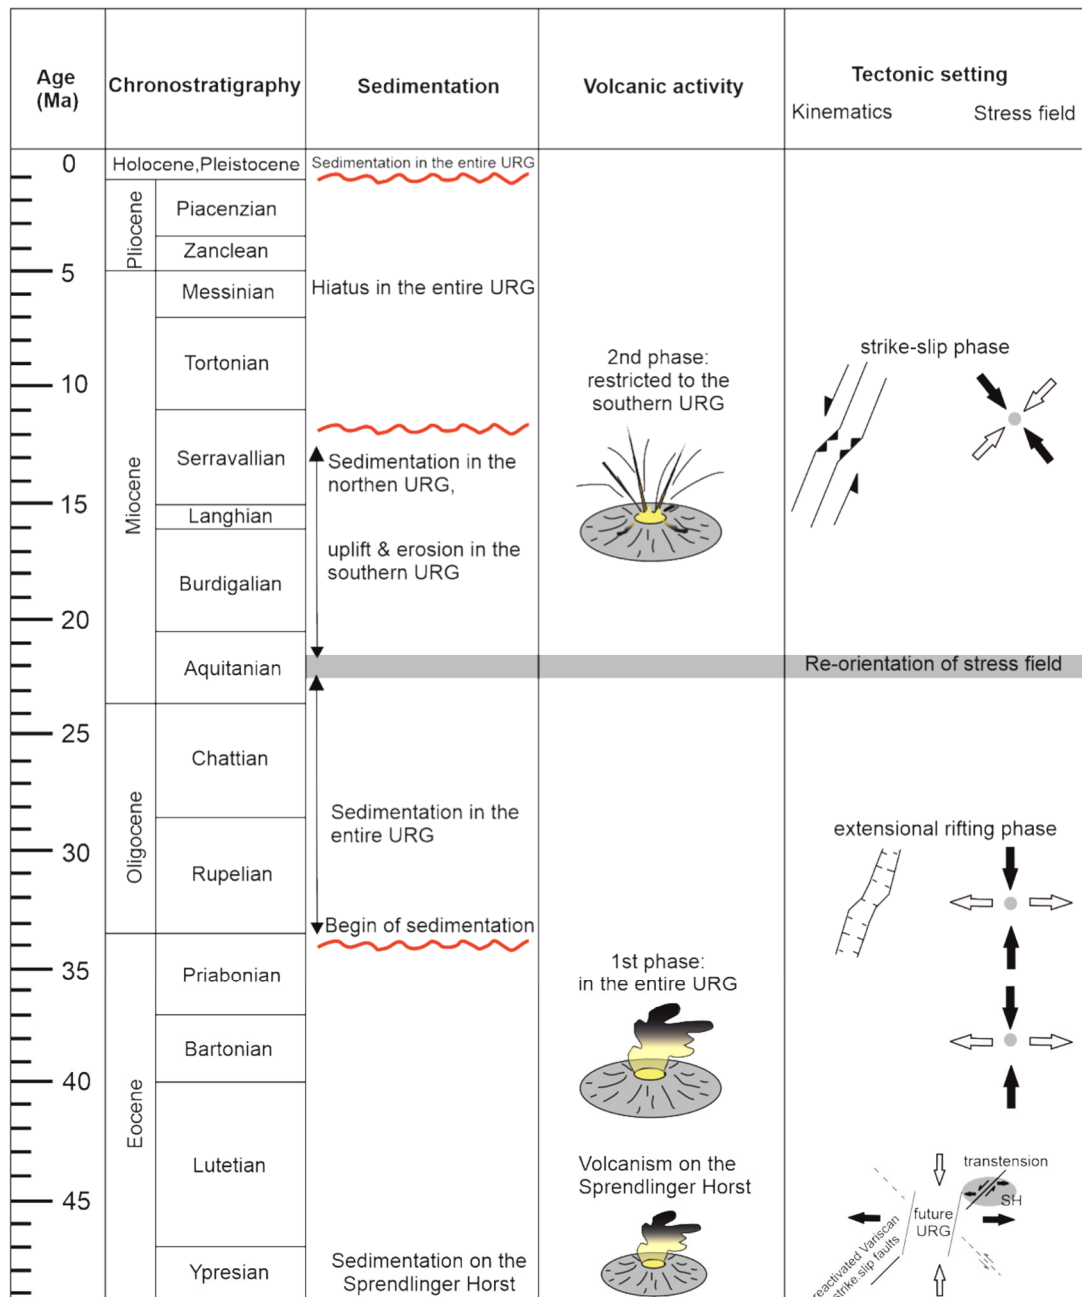 Age
(Ma)
Chronostratigraphy
Sedimentation
Volcanic activity
Tectonic setting
Kinematics
Stress field
0
Holocene,Pleistocene
Sedimentation in the entire URG
Pliocene
Piacenzian
Zanclean
5
Miocene
Messinian
Hiatus in the entire URG
Tortonian
10
2nd phase:
restricted to the
southern URG
strike-slip phase
Serravallian
Sedimentation in the
northen URG,
15
Langhian
uplift & erosion in the
southern URG
Burdigalian
20
Aquitanian
Re-orientation of stress field
25
Oligocene
Chattian
Sedimentation in the
entire URG
extensional rifting phase
30
Rupelian
Begin of sedimentation
35
Eocene
Priabonian
1st phase:
in the entire URG
Bartonian
40
Lutetian
Volcanism on the
Sprendlinger Horst
transtension
SH
45
future
URG
reactivated Variscan
strike slip faults
Ypresian
Sedimentation on the
Sprendlinger Horst